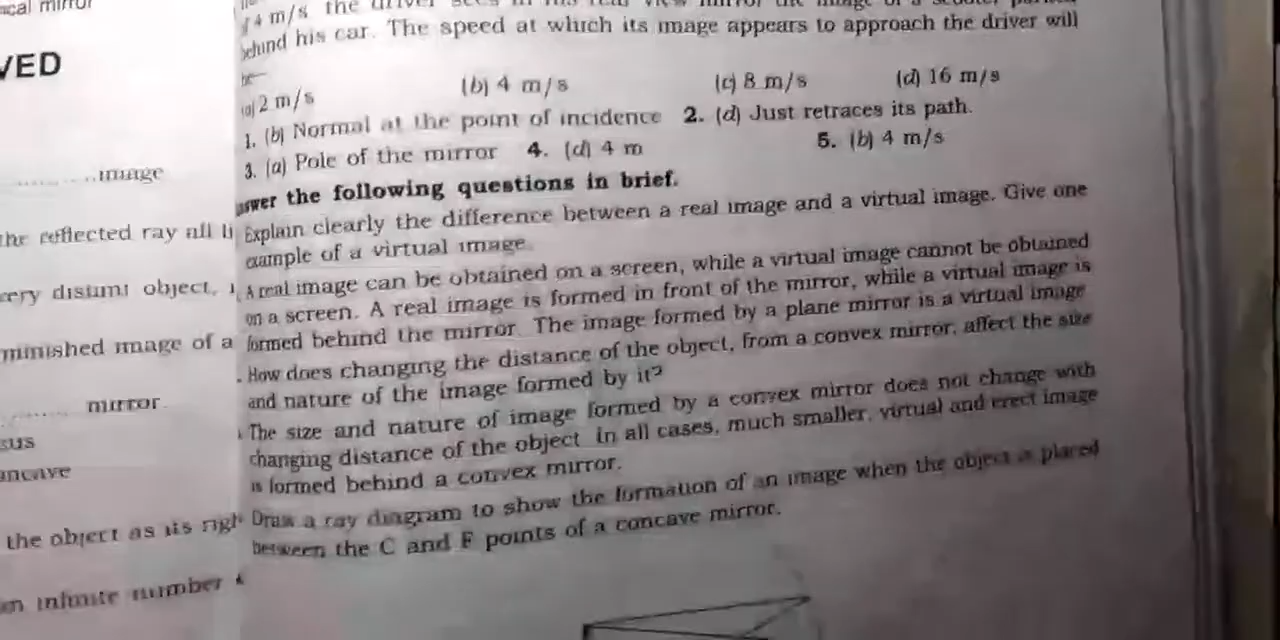 VED
image
the reflected ray all li
very distant object,
minished image of a
mirror
sus
oncave
the object as its righ
an infinite number
4 m/s the driver sees in his rear view mirror the image of a scooter parked
behind his car. The speed at which its image appears to approach the driver will
be—
(a) 2 m/s (b) 4 m/s (c) 8 m/s (d) 16 m/s
1. (b) Normal at the point of incidence 2. (d) Just retraces its path.
3. (a) Pole of the mirror 4. (d) 4 m 5. (b) 4 m/s
nswer the following questions in brief.
Explain clearly the difference between a real image and a virtual image. Give one
example of a virtual image.
A real image can be obtained on a screen, while a virtual image cannot be obtained
on a screen. A real image is formed in front of the mirror, while a virtual image is
formed behind the mirror. The image formed by a plane mirror is a virtual image
How does changing the distance of the object, from a convex mirror, affect the size
and nature of the image formed by it?
The size and nature of image formed by a convex mirror does not change with
changing distance of the object. In all cases, much smaller, virtual and erect image
is formed behind a convex mirror.
Draw a ray diagram to show the formation of an image when the object is placed
between the C and F points of a concave mirror.